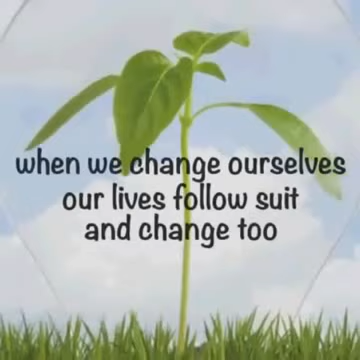 when we change ourselves
our lives follow suit
and change too